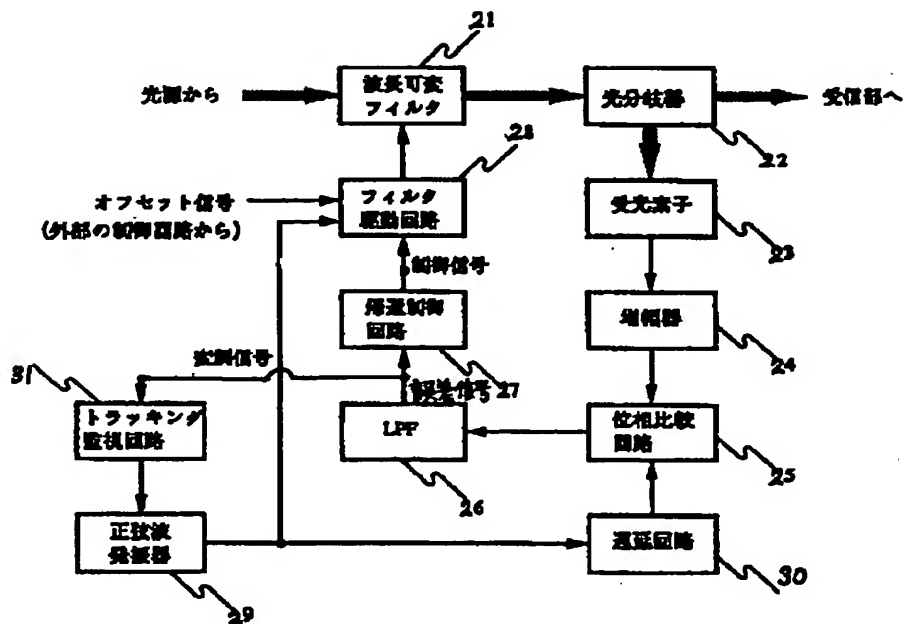 21
光源から
波長可変
フィルタ
光分岐器
受信部へ
22
28
オフセット信号
(外部の制御回路から)
フィルタ
駆動回路
受光素子
23
制御信号
帰還制御
回路
27
増幅器
24
変調信号
誤差信号
31
トラッキング
監視回路
LPF
26
位相比較
回路
25
正弦波
発振器
29
遅延回路
30